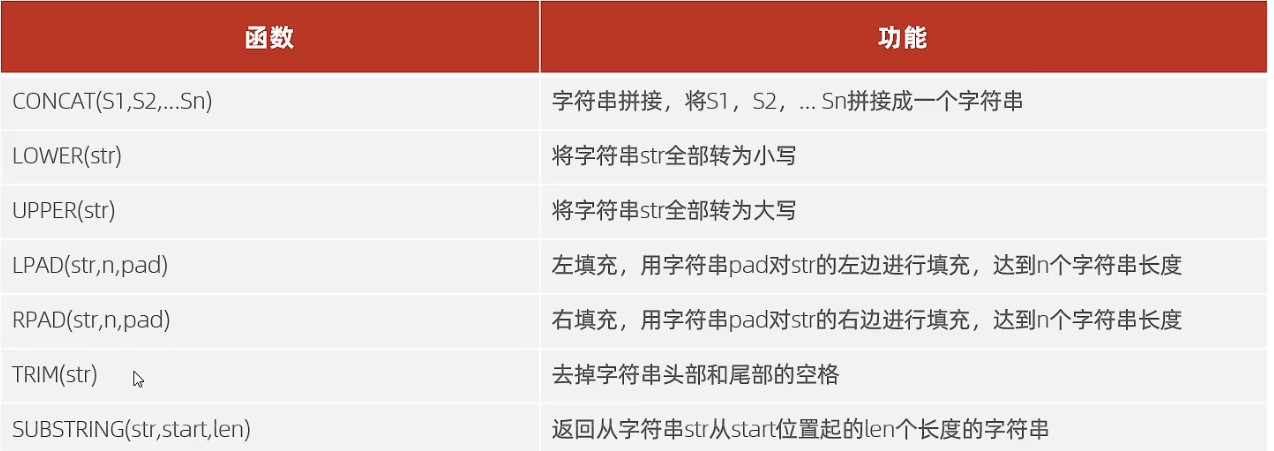 函数 功能
CONCAT(S1,S2,...Sn) 字符串拼接，将S1，S2，... Sn拼接成一个字符串
LOWER(str) 将字符串str全部转为小写
UPPER(str) 将字符串str全部转为大写
LPAD(str,n,pad) 左填充，用字符串pad对str的左边进行填充，达到n个字符串长度
RPAD(str,n,pad) 右填充，用字符串pad对str的右边进行填充，达到n个字符串长度
TRIM(str) 去掉字符串头部和尾部的空格
SUBSTRING(str,start,len) 返回从字符串str从start位置起的len个长度的字符串